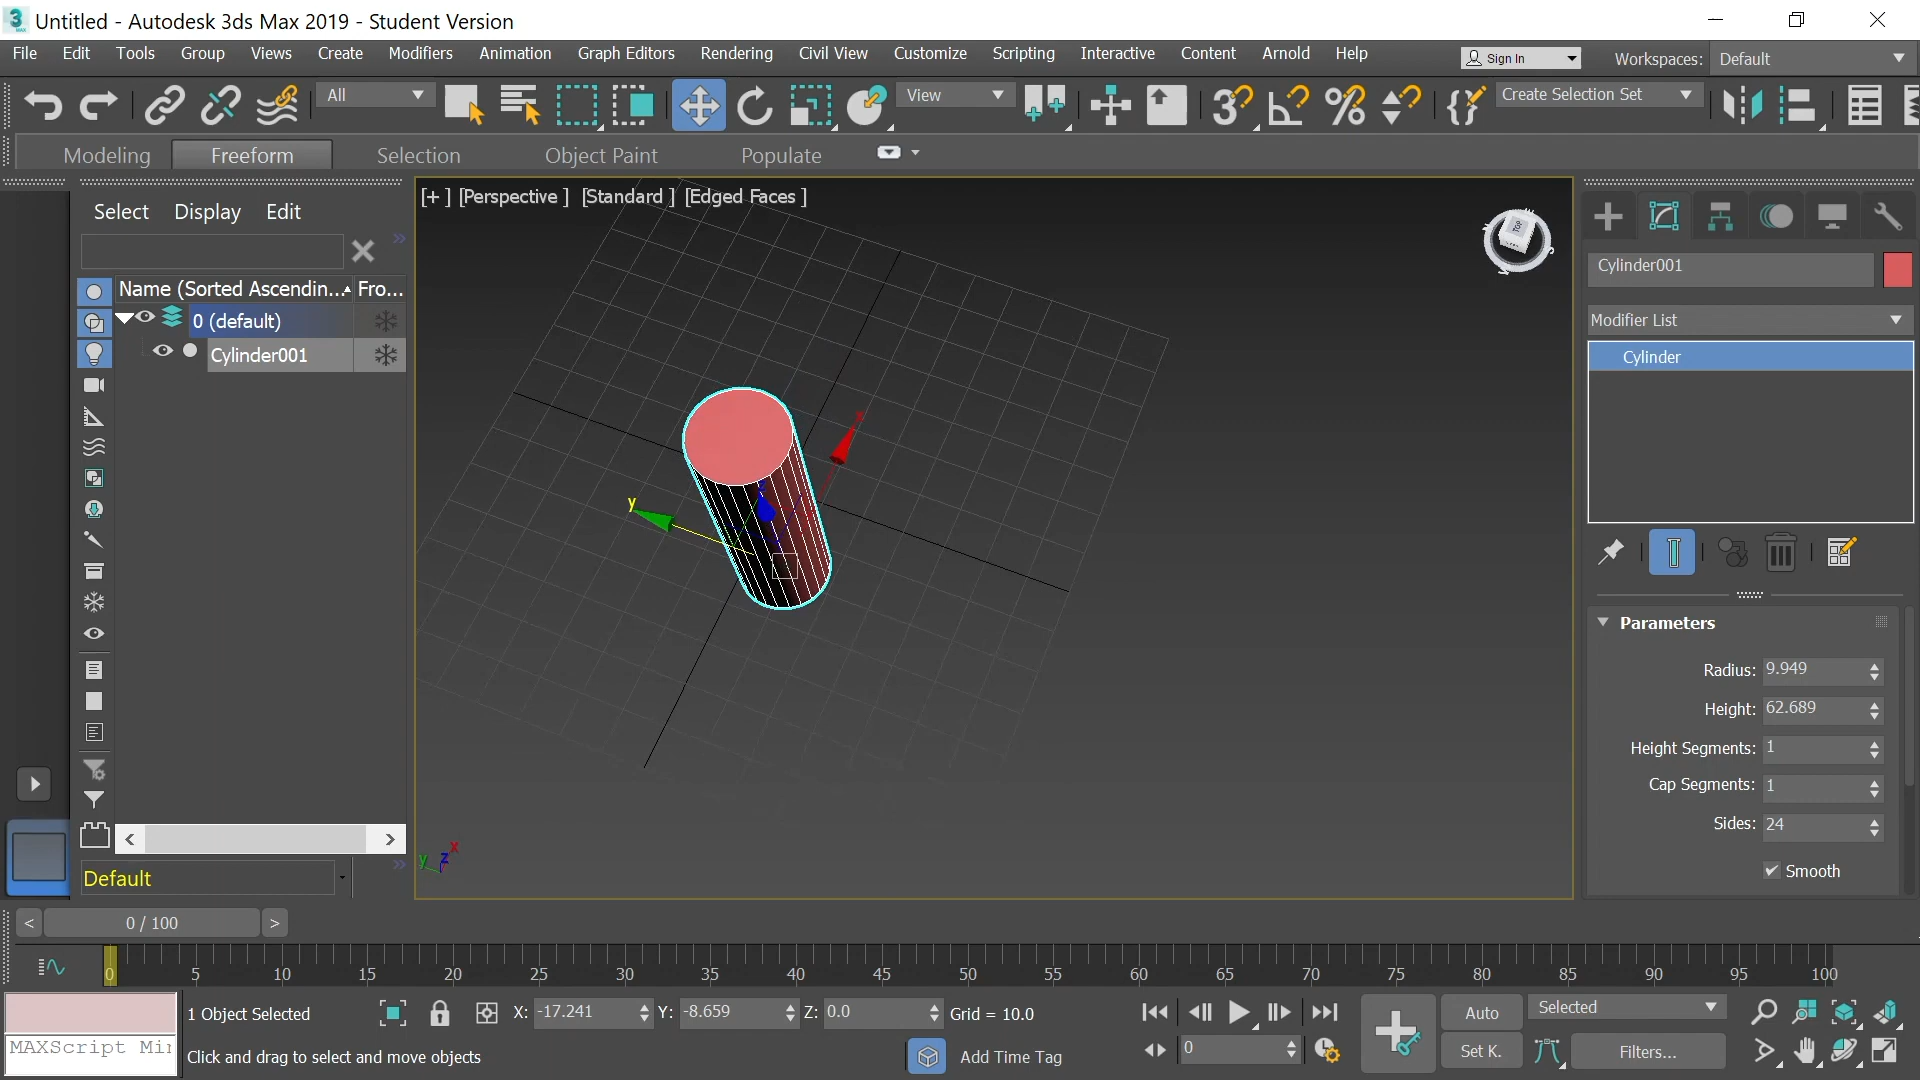 Untitled - Autodesk 3ds Max 2019 - Student Version
File Edit Tools Group Views Create Modifiers Animation Graph Editors Rendering Civil View Customize Scripting Interactive Content Arnold Help Sign In Workspaces: Default
All View Create Selection Set
Modeling Freeform Selection Object Paint Populate
[+] [Perspective] [Standard] [Edged Faces]
Select Display Edit
Name (Sorted Ascendin... Fro...
0 (default)
Cylinder001
Default
TOP
x
y
z
x
y
z
Cylinder001
Modifier List
Cylinder
Parameters
Radius: 9.949
Height: 62.689
Height Segments: 1
Cap Segments: 1
Sides: 24
Smooth
< 0 / 100 >
0 5 10 15 20 25 30 35 40 45 50 55 60 65 70 75 80 85 90 95 100
1 Object Selected X: -17.241 Y: -8.659 Z: 0.0 Grid = 10.0 Auto Selected
MAXScript Mi
Click and drag to select and move objects Add Time Tag 0 Set K. Filters...